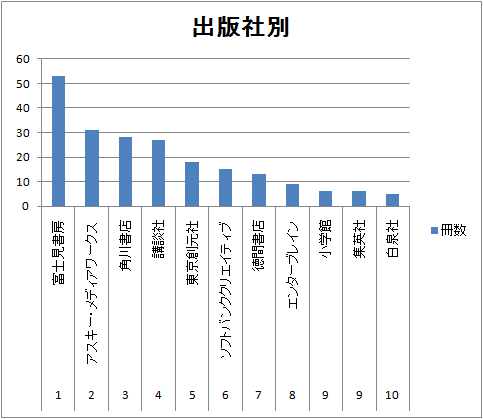 出版社別
60
50
40
30
20
10
0
富士見書房
アスキー・メディアワークス
角川書店
講談社
東京創元社
ソフトバンククリエイティブ
徳間書店
エンターブレイン
小学館
集英社
白泉社
1 2 3 4 5 6 7 8 9 9 10
冊数